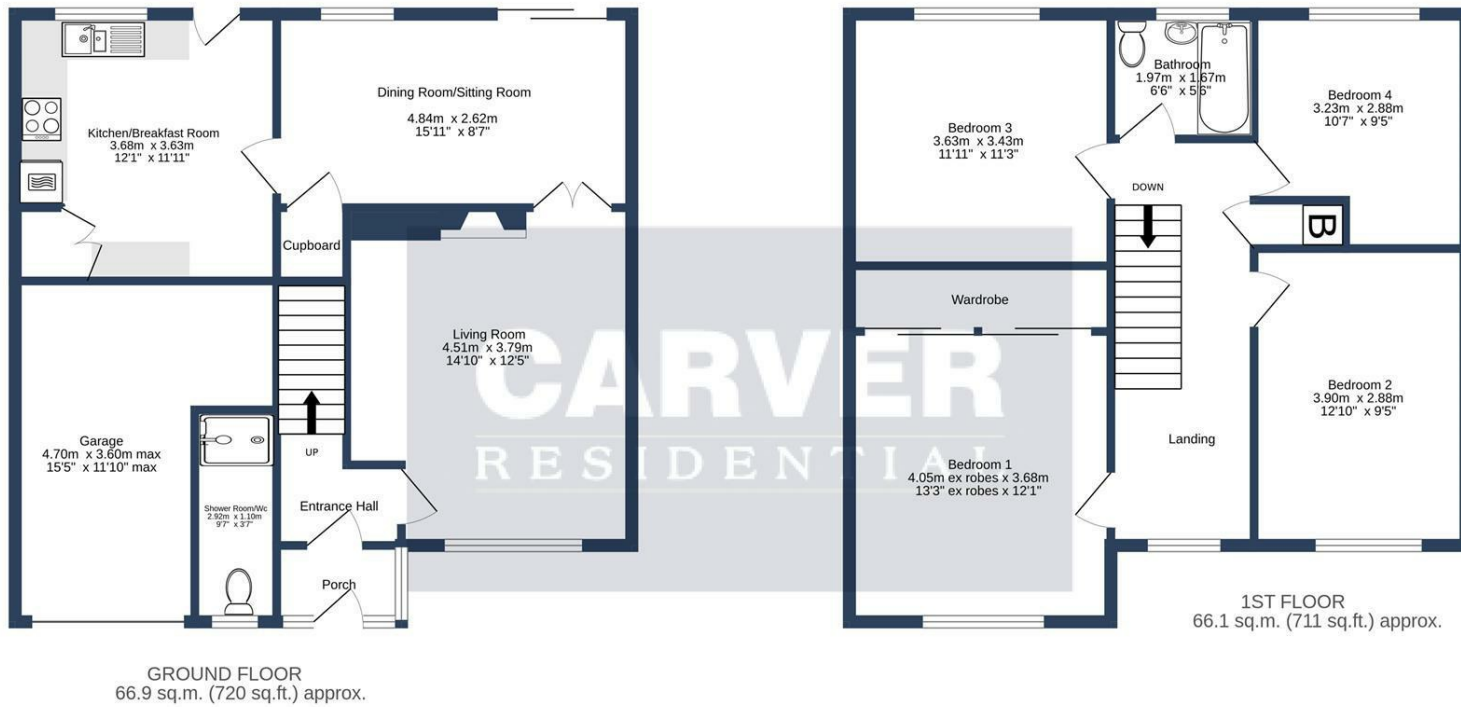 Kitchen/Breakfast Room
3.68m x 3.63m
12'1" x 11'11"
Dining Room/Sitting Room
4.84m x 2.62m
15'11" x 8'7"
Cupboard
Living Room
4.51m x 3.79m
14'10" x 12'5"
Garage
4.70m x 3.60m max
15'5" x 11'10" max
UP
Shower Room/Wc
2.92m x 1.10m
9'7" x 3'7"
Entrance Hall
Porch
GROUND FLOOR
66.9 sq.m. (720 sq.ft.) approx.
CARVER
RESIDENTIAL
Bathroom
1.97m x 1.67m
6'6" x 5'6"
Bedroom 3
3.63m x 3.43m
11'11" x 11'3"
Bedroom 4
3.23m x 2.88m
10'7" x 9'5"
DOWN
B
Wardrobe
Bedroom 2
3.90m x 2.88m
12'10" x 9'5"
Landing
Bedroom 1
4.05m ex robes x 3.68m
13'3" ex robes x 12'1"
1ST FLOOR
66.1 sq.m. (711 sq.ft.) approx.